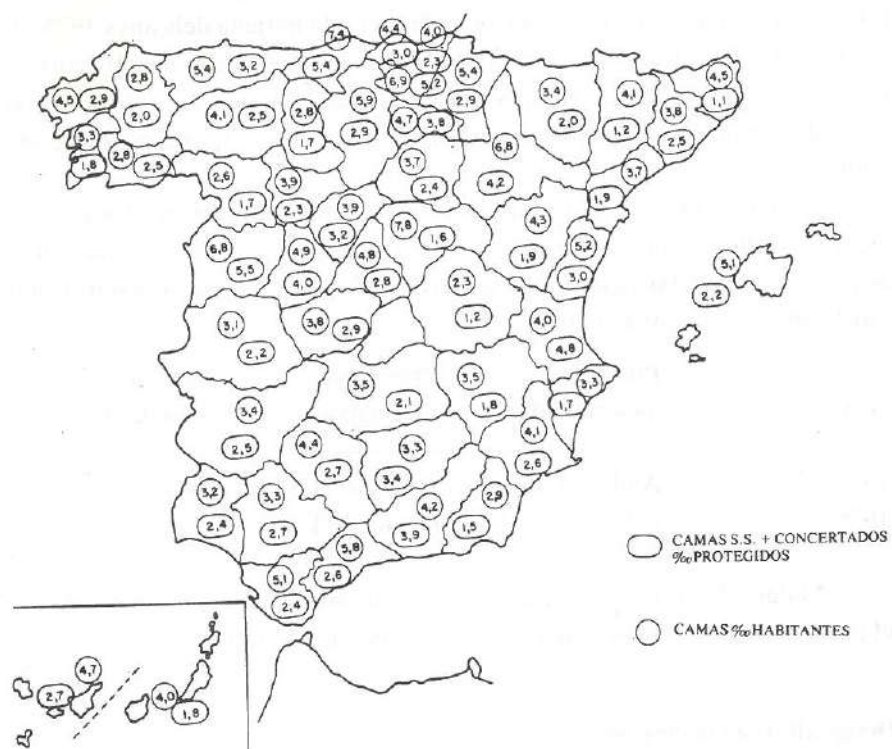 7,4 4,4 4,0
2,8 5,4 3,2 5,4 3,0 2,3 5,4
4,5 2,9 2,0 4,1 2,5 2,8 1,7 5,9 2,9 6,9 5,2 2,9 3,4 2,0 4,1 1,2 3,8 2,5 4,5 1,1
3,3 1,8 2,8 2,5 4,7 3,8
2,6 1,7 3,9 2,3 3,9 3,2 3,7 2,4 6,8 4,2 3,7 1,9
6,8 5,5 4,9 4,0 4,8 2,8 7,8 1,6 4,3 1,9 5,2 3,0
5,1
2,2
3,1 2,2 3,8 2,9 2,3 1,2 4,0 4,8
3,4 2,5 3,5 2,1 3,5 1,8 3,3 1,7
4,4 2,7 3,3 3,4 4,1 2,6
3,2 2,4 3,3 2,7 4,2 3,9 2,9 1,5
5,1 2,4 5,8 2,6
CAMAS S.S. + CONCERTADOS
‰ PROTEGIDOS
CAMAS ‰ HABITANTES
4,7
2,7 4,0
1,8